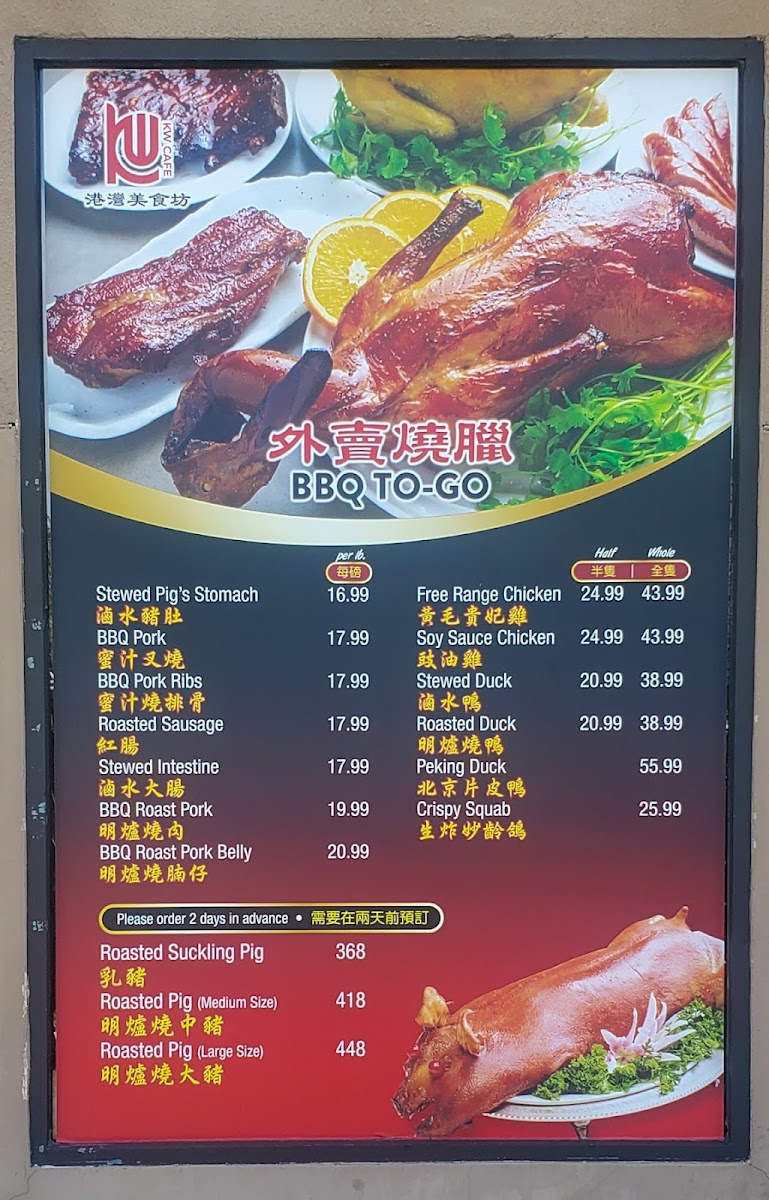 KW CAFE
港灣美食坊
外賣燒臘
BBQ TO-GO
per lb.
每磅
Stewed Pig's Stomach 16.99
滷水豬肚
BBQ Pork 17.99
蜜汁叉燒
BBQ Pork Ribs 17.99
蜜汁燒排骨
Roasted Sausage 17.99
紅腸
Stewed Intestine 17.99
滷水大腸
BBQ Roast Pork 19.99
明爐燒肉
BBQ Roast Pork Belly 20.99
明爐燒腩仔
Half Whole
半隻 | 全隻
Free Range Chicken 24.99 43.99
黃毛貴妃雞
Soy Sauce Chicken 24.99 43.99
豉油雞
Stewed Duck 20.99 38.99
滷水鴨
Roasted Duck 20.99 38.99
明爐燒鴨
Peking Duck 55.99
北京片皮鴨
Crispy Squab 25.99
生炸妙齡鴿
Please order 2 days in advance • 需要在兩天前預訂
Roasted Suckling Pig 368
乳豬
Roasted Pig (Medium Size) 418
明爐燒中豬
Roasted Pig (Large Size) 448
明爐燒大豬